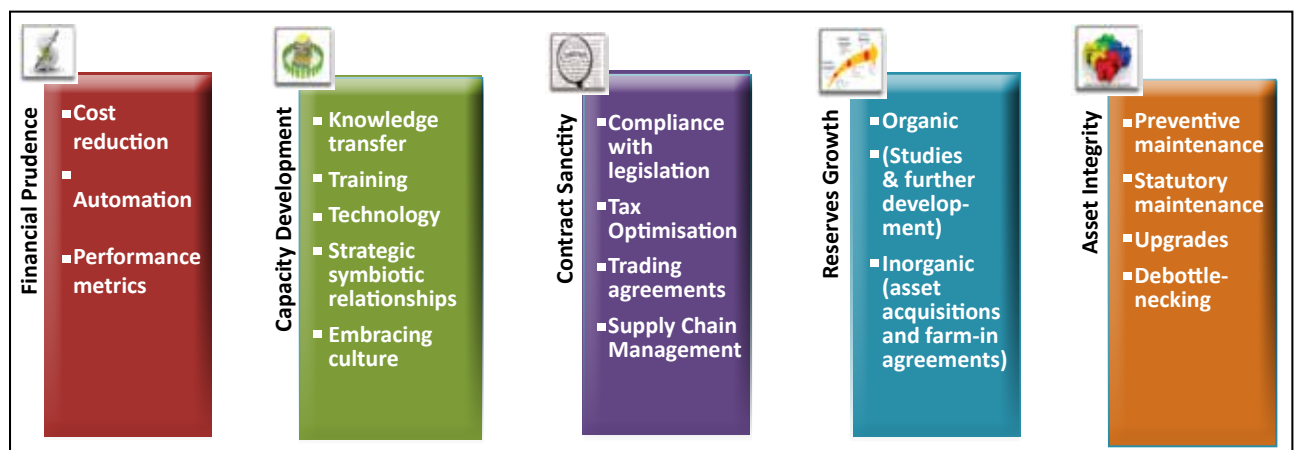 Financial Prudence
▪Cost
reduction
▪
Automation
▪Performance
metrics
Capacity Development
▪Knowledge
transfer
▪Training
▪Technology
▪Strategic
symbiotic
relationships
▪Embracing
culture
Contract Sanctity
▪Compliance
with
legislation
▪Tax
Optimisation
▪Trading
agreements
▪Supply Chain
Management
Reserves Growth
▪Organic
▪(Studies
& further
develop-
ment)
▪Inorganic
(asset
acquisitions
and farm-in
agreements)
Asset Integrity
▪Preventive
maintenance
▪Statutory
maintenance
▪Upgrades
▪Debottle-
necking